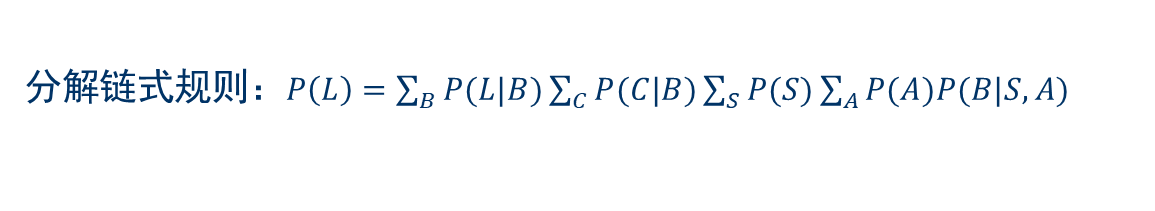 分解链式规则：P(L) = ∑_B P(L|B) ∑_C P(C|B) ∑_S P(S) ∑_A P(A)P(B|S, A)